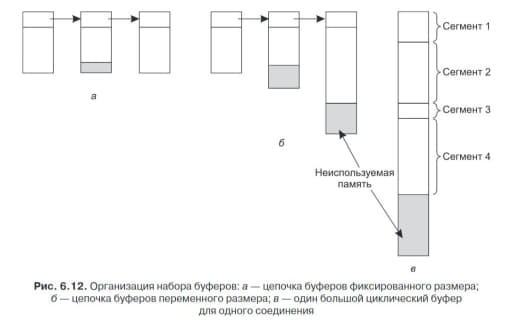 Сегмент 1
Сегмент 2
Сегмент 3
Сегмент 4
а
б
Неиспользуемая
память
в
Рис. 6.12. Организация набора буферов: а — цепочка буферов фиксированного размера;
б — цепочка буферов переменного размера; в — один большой циклический буфер
для одного соединения